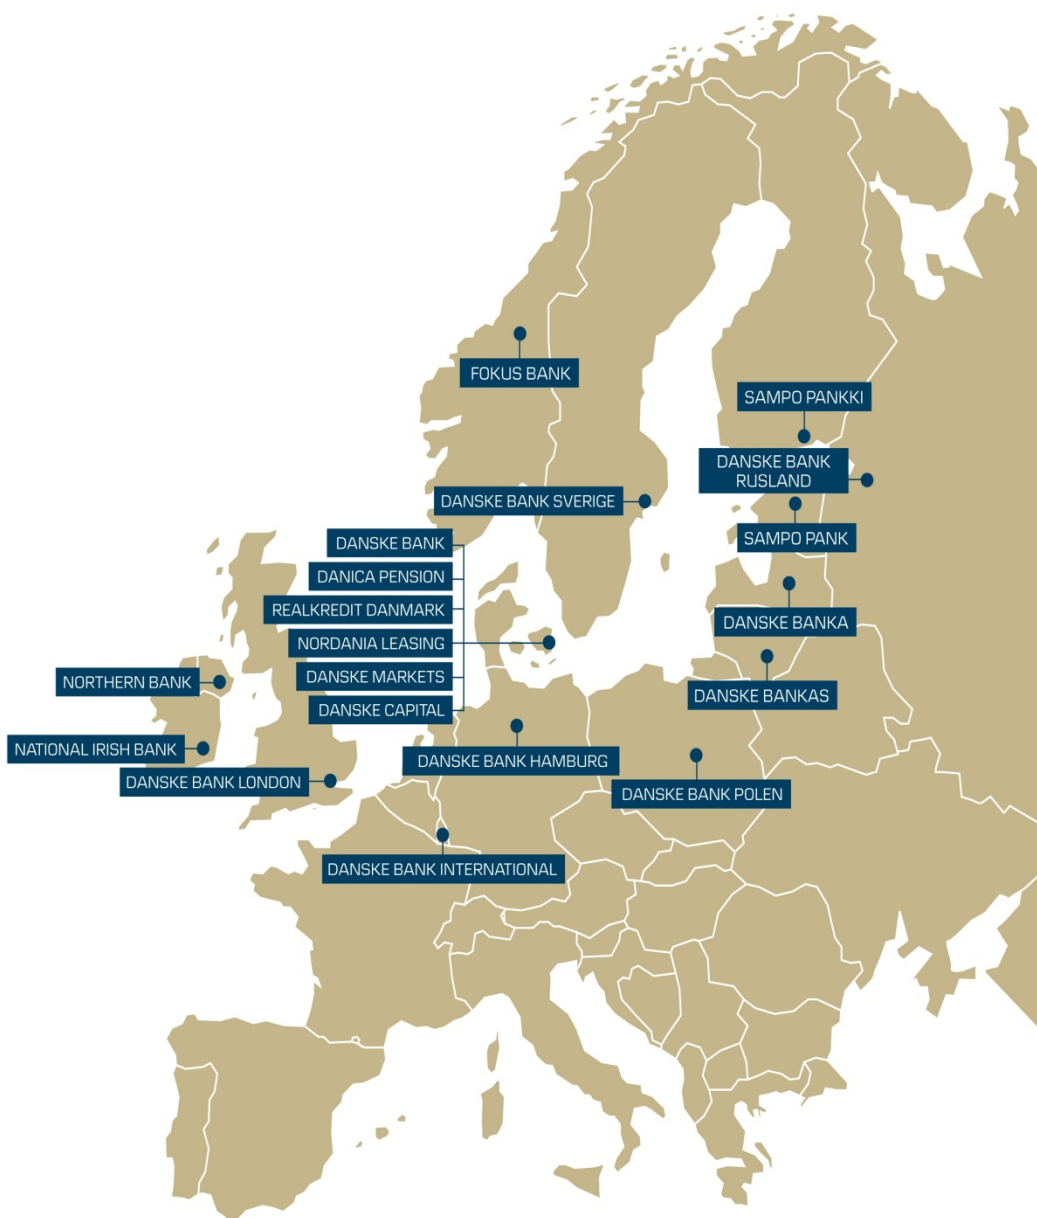 FOKUS BANK
SAMPO PANKKI
DANSKE BANK
RUSLAND
DANSKE BANK SVERIGE
SAMPO PANK
DANSKE BANK
DANICA PENSION
REALKREDIT DANMARK
NORDANIA LEASING
DANSKE MARKETS
DANSKE CAPITAL
DANSKE BANKA
DANSKE BANKAS
NORTHERN BANK
NATIONAL IRISH BANK
DANSKE BANK LONDON
DANSKE BANK HAMBURG
DANSKE BANK POLEN
DANSKE BANK INTERNATIONAL